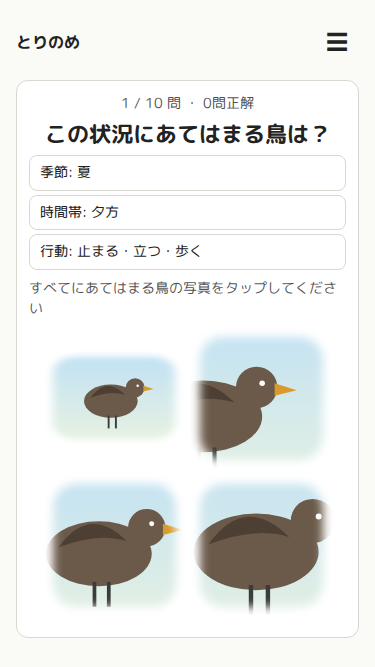 とりのめ
1 / 10 問 ・ 0問正解
この状況にあてはまる鳥は？
季節: 夏
時間帯: 夕方
行動: 止まる・立つ・歩く
すべてにあてはまる鳥の写真をタップしてくださ
い